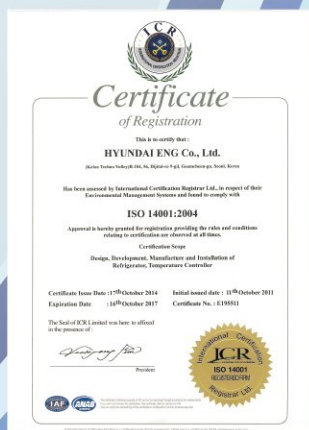 ICR
Certificate
of Registration
This is to certify that :
HYUNDAI ENG Co., Ltd.
Has been assessed by International Certification Registrar Ltd., in respect of their
Environmental Management Systems and found to comply with
ISO 14001:2004
Approval is hereby granted for registration providing the rules and conditions
relating to certification are observed at all times.
Certification Scope
Design, Development, Manufacture and Installation of
Refrigerator, Temperature Controller
Certificate Issue Date :17th October 2014 Initial issued date : 11th October 2011
Expiration Date :16th October 2017 Certificate No. : E195511
The Seal of ICR Limited was here to affixed
in the presence of :
President
International Certification
ICR
ISO 14001
REGISTERED FIRM
Registrar Ltd.
IAF
ANAB